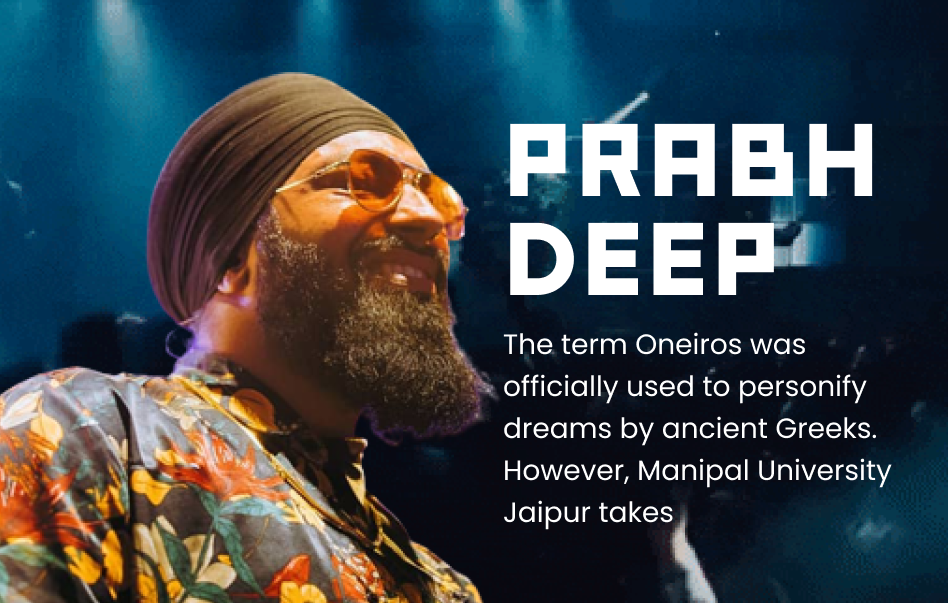 PRABH
DEEP
The term Oneiros was
officially used to personify
dreams by ancient Greeks.
However, Manipal University
Jaipur takes